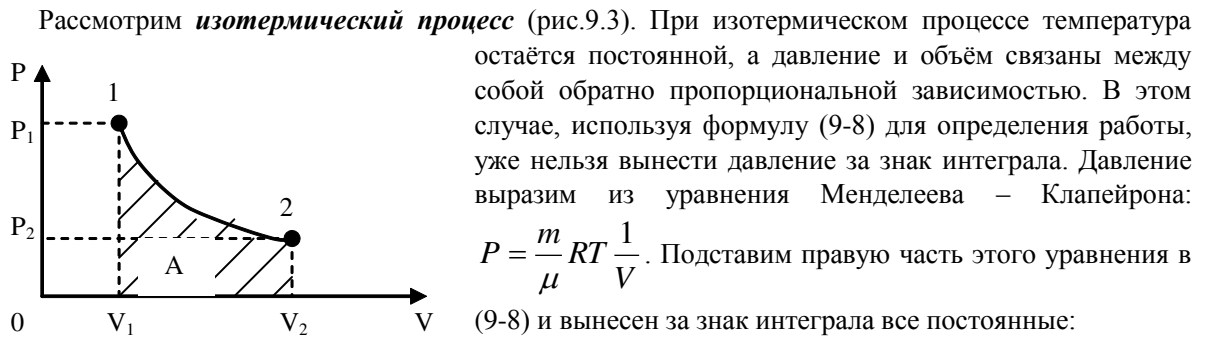 Рассмотрим изотермический процесс (рис.9.3). При изотермическом процессе температура
остаётся постоянной, а давление и объём связаны между
собой обратно пропорциональной зависимостью. В этом
случае, используя формулу (9-8) для определения работы,
уже нельзя вынести давление за знак интеграла. Давление
выразим из уравнения Менделеева – Клапейрона:
P = m/μ RT 1/V. Подставим правую часть этого уравнения в
(9-8) и вынесен за знак интеграла все постоянные:
P
1
P₁
2
P₂
A
0 V₁ V₂ V